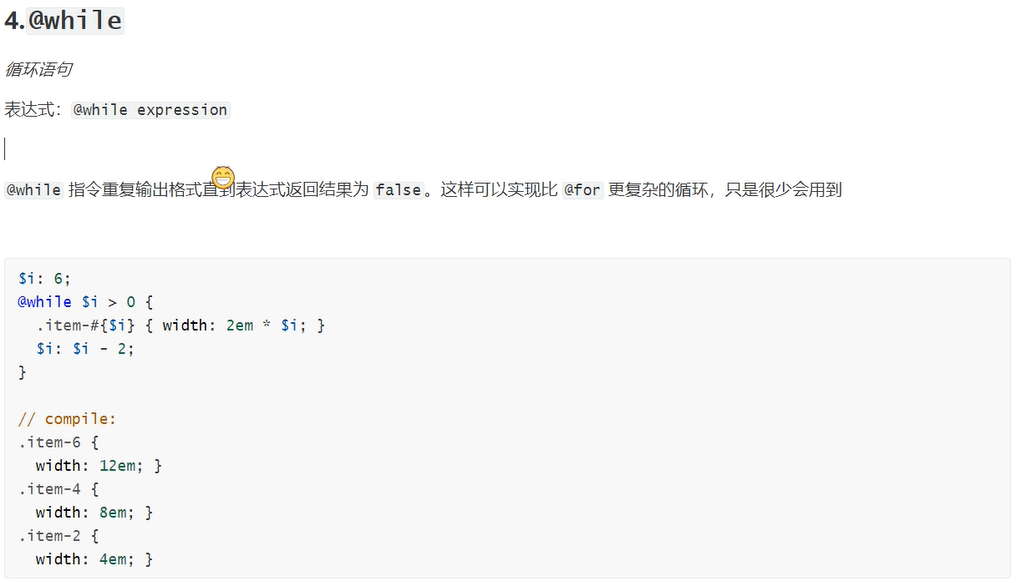 4.@while
循环语句
表达式： @while expression
@while 指令重复输出格式直到表达式返回结果为 false。这样可以实现比 @for 更复杂的循环，只是很少会用到
$i: 6;
@while $i > 0 {
  .item-#{$i} { width: 2em * $i; }
  $i: $i - 2;
}
// compile:
.item-6 {
  width: 12em; }
.item-4 {
  width: 8em; }
.item-2 {
  width: 4em; }